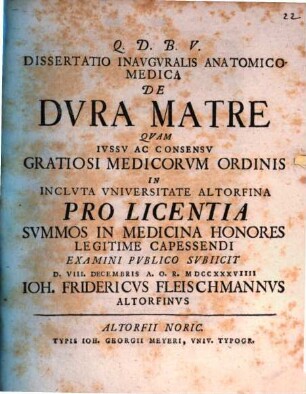 22
Q. D. B. V.
DISSERTATIO INAVGVRALIS ANATOMICO-
MEDICA
DE
DVRA MATRE
QVAM
IVSSV AC CONSENSV
GRATIOSI MEDICORVM ORDINIS
IN
INCLVTA VNIVERSITATE ALTORFINA
PRO LICENTIA
SVMMOS IN MEDICINA HONORES
LEGITIME CAPESSENDI
EXAMINI PVBLICO SVBIICIT
D. VIII. DECEMBRIS A. O. R. MDCCXXXVIIII
IOH. FRIDERICVS FLEISCHMANNVS
ALTORFINVS
ALTORFII NORIC.
TYPIS IOH. GEORGII MEYERI, VNIV. TYPOGR.